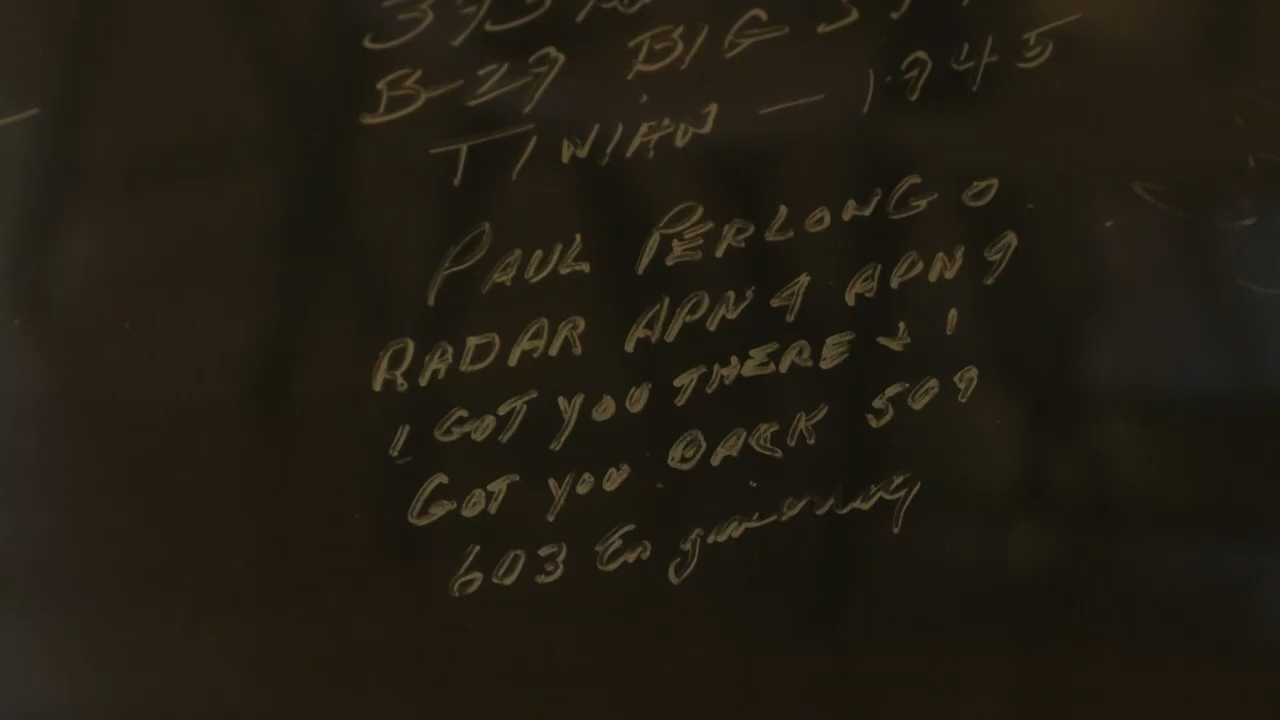 393
B-29 BIG
TINIAN — 1945
PAUL PERLONGO
RADAR APN 4 APN 9
I GOT YOU THERE & I
GOT YOU BACK 509
603 Engineering